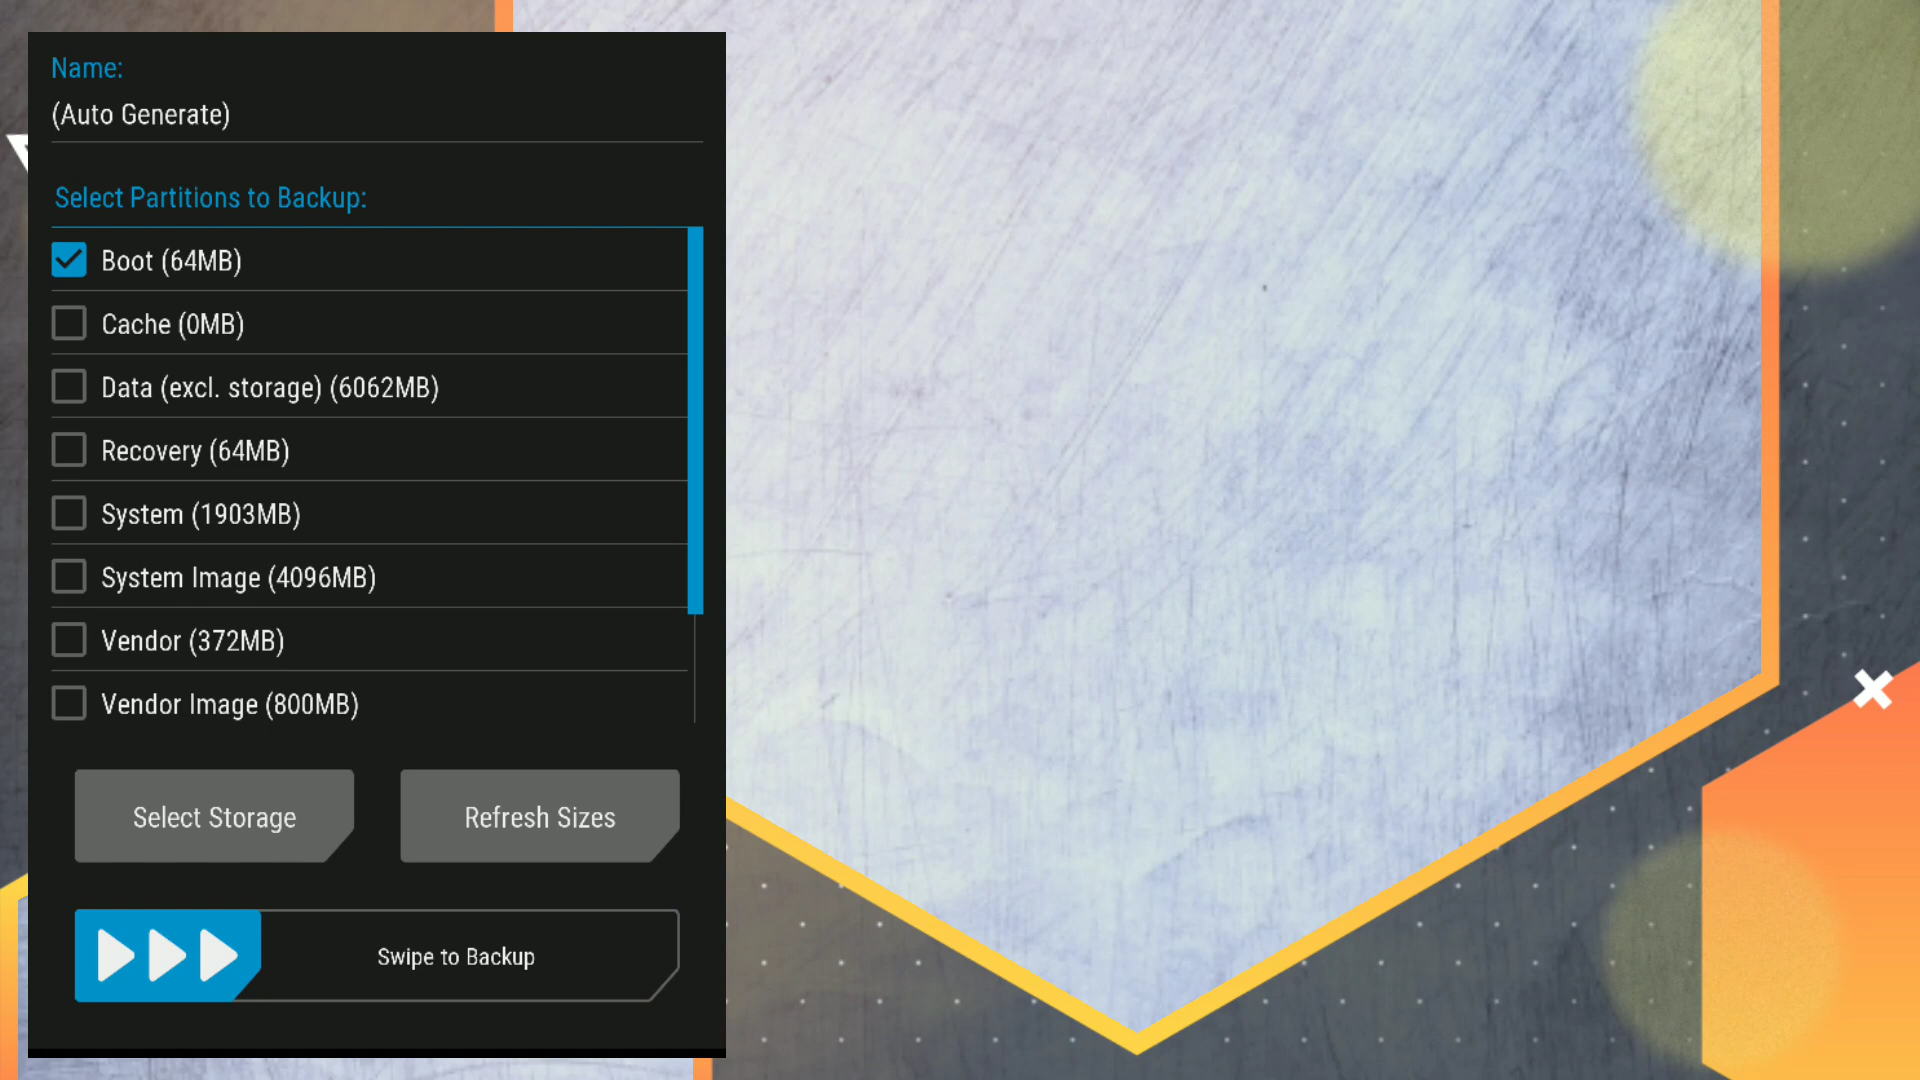 Name:
(Auto Generate)
Select Partitions to Backup:
Boot (64MB)
Cache (0MB)
Data (excl. storage) (6062MB)
Recovery (64MB)
System (1903MB)
System Image (4096MB)
Vendor (372MB)
Vendor Image (800MB)
Select Storage
Refresh Sizes
Swipe to Backup